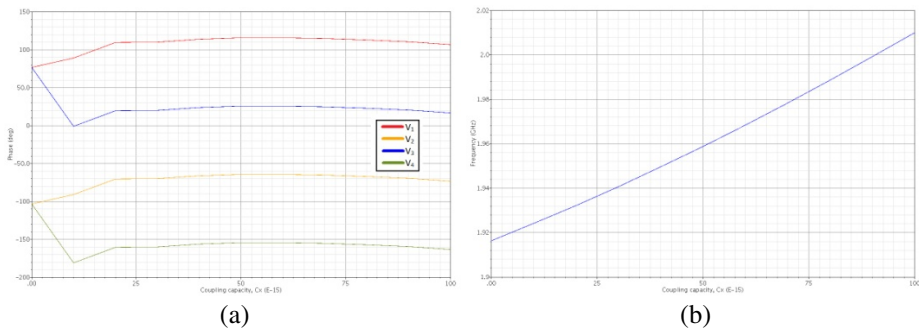 150
100
50.0
0
-50.0
-100
-150
-200
Phase (deg)
.00
25
50
75
100
Coupling capacity, Cx (E-15)
V1
V2
V3
V4
(a)
2.02
2.0
1.98
1.96
1.94
1.92
1.9
Frequency (GHz)
.00
25
50
75
100
Coupling capacity, Cx (E-15)
(b)